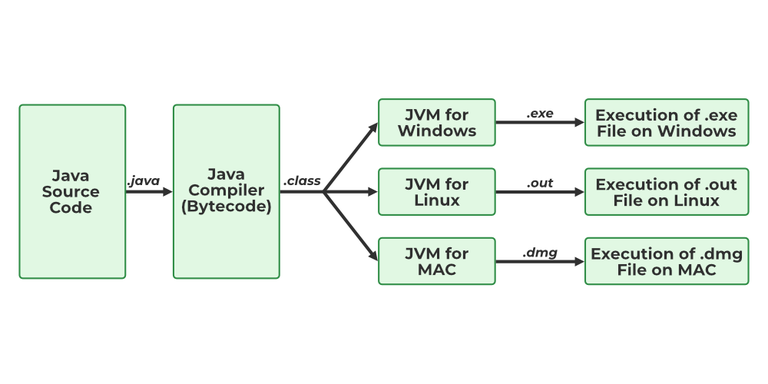 Java
Source
Code
.java
Java
Compiler
(Bytecode)
.class
JVM for
Windows
.exe
Execution of .exe
File on Windows
JVM for
Linux
.out
Execution of .out
File on Linux
JVM for
MAC
.dmg
Execution of .dmg
File on MAC